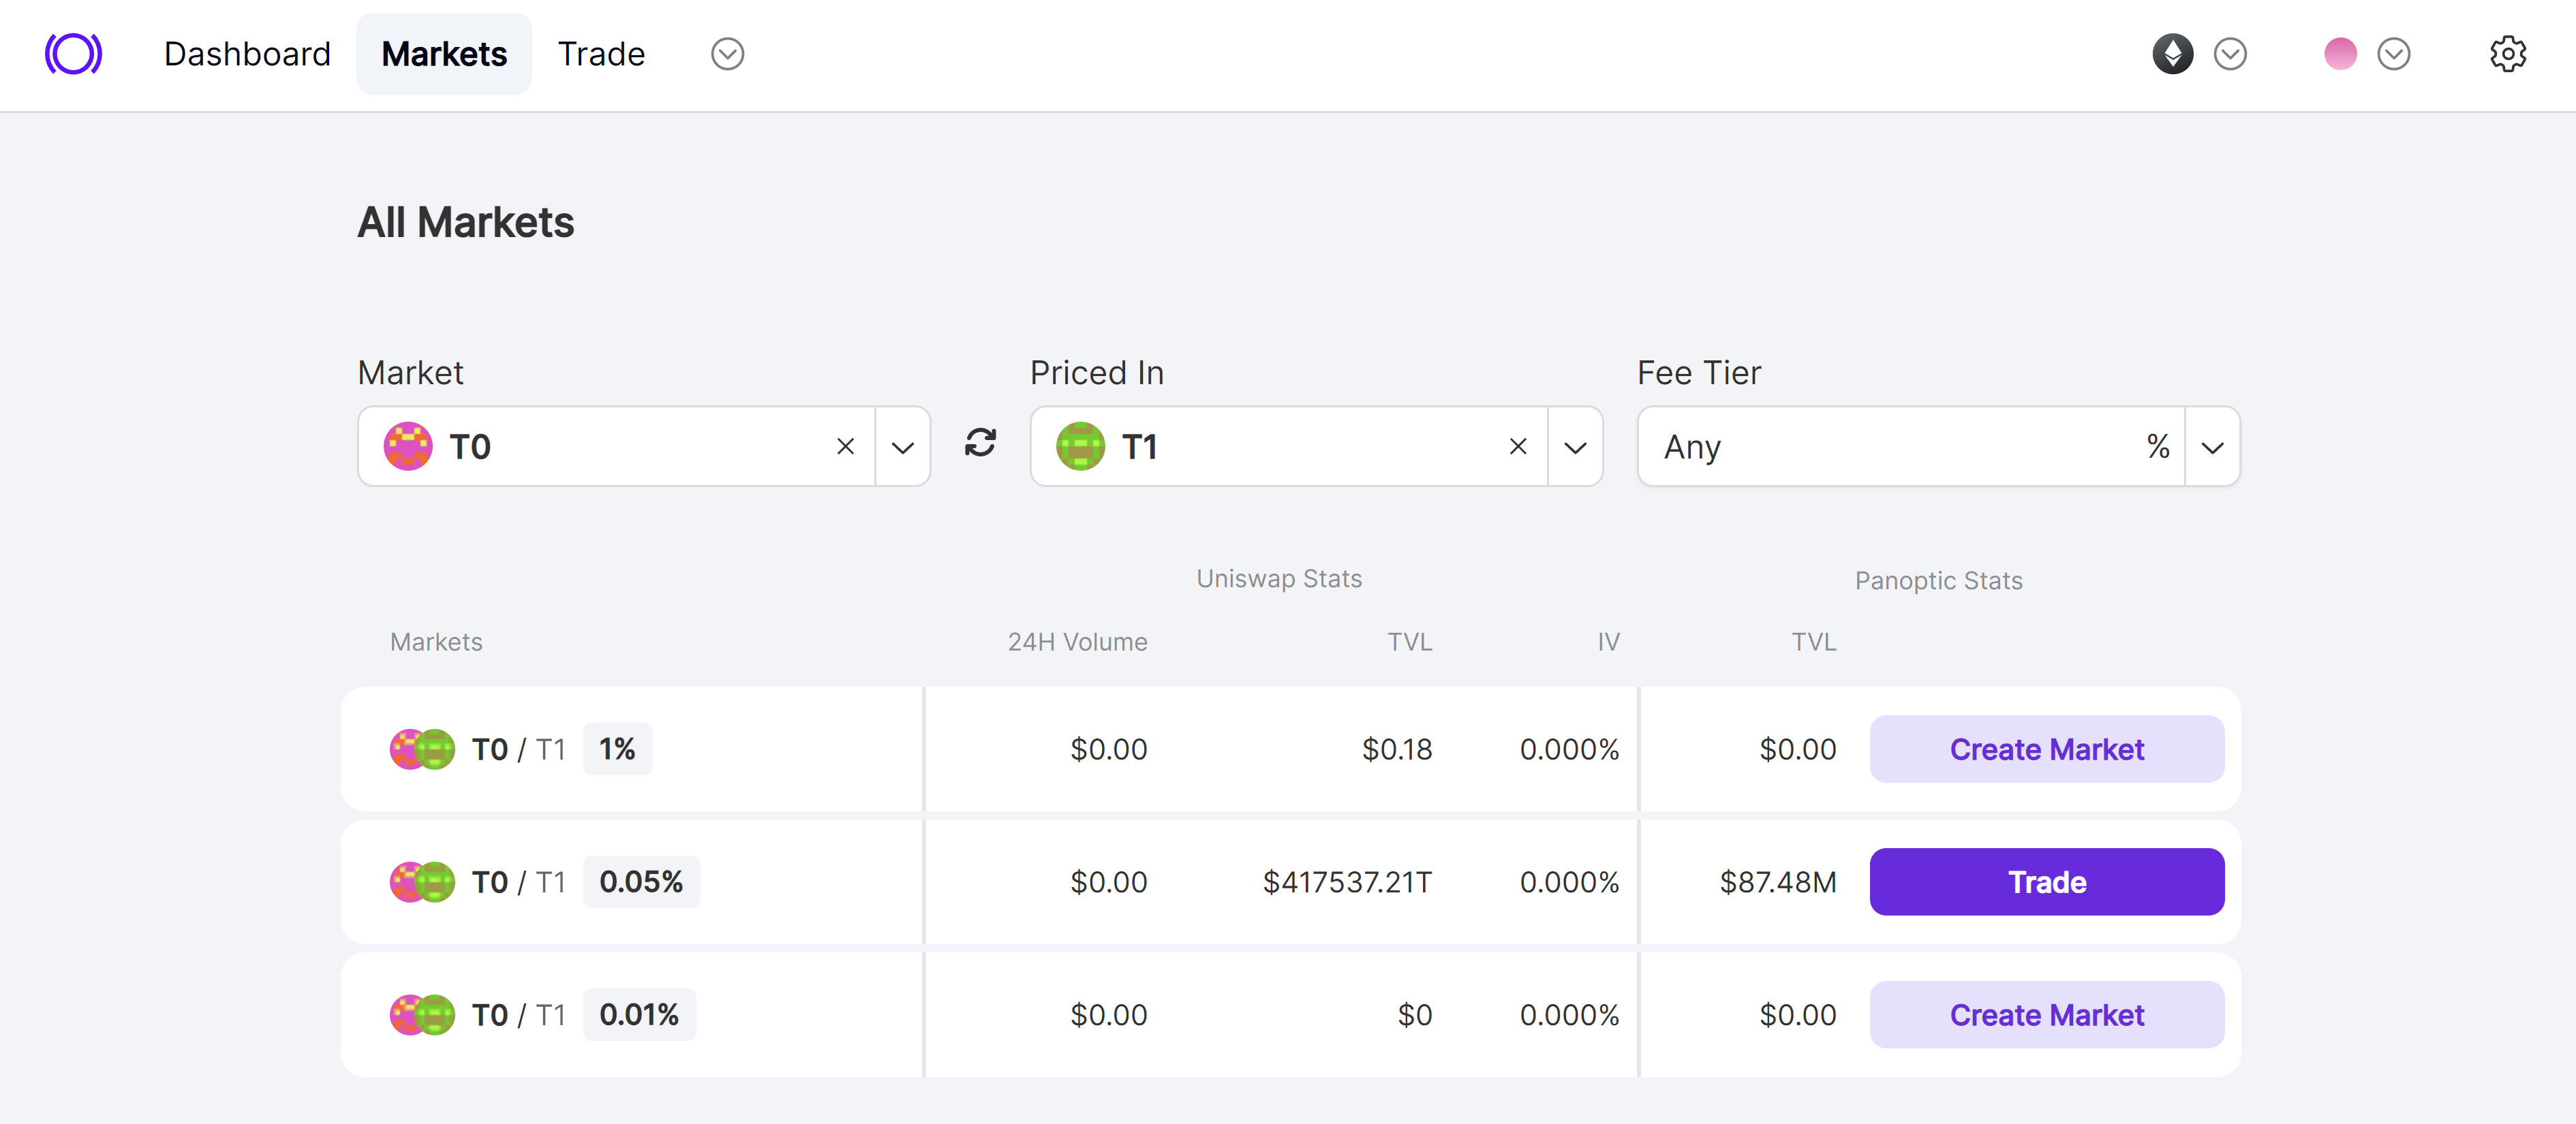 Dashboard Markets Trade
All Markets
Market Priced In Fee Tier
T0 T1 Any %
Uniswap Stats Panoptic Stats
Markets 24H Volume TVL IV TVL
T0 / T1 1% $0.00 $0.18 0.000% $0.00 Create Market
T0 / T1 0.05% $0.00 $417537.21T 0.000% $87.48M Trade
T0 / T1 0.01% $0.00 $0 0.000% $0.00 Create Market